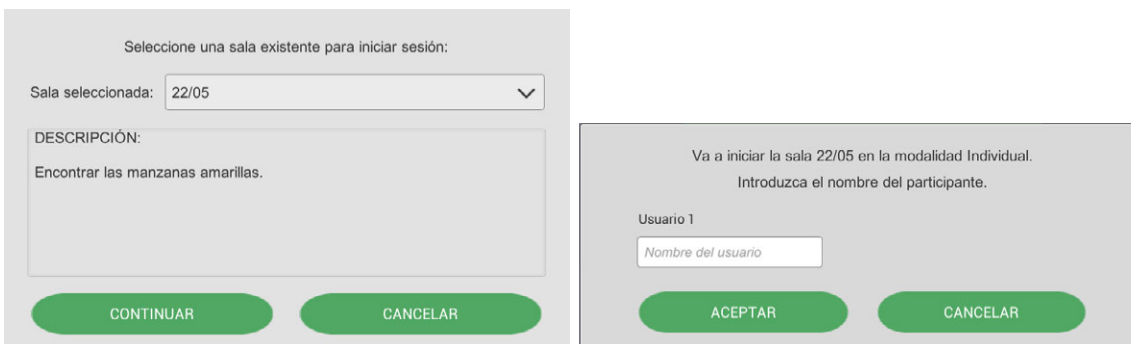 Seleccione una sala existente para iniciar sesión:
Sala seleccionada: 22/05
DESCRIPCIÓN:
Encontrar las manzanas amarillas.
CONTINUAR CANCELAR
Va a iniciar la sala 22/05 en la modalidad Individual.
Introduzca el nombre del participante.
Usuario 1
Nombre del usuario
ACEPTAR CANCELAR